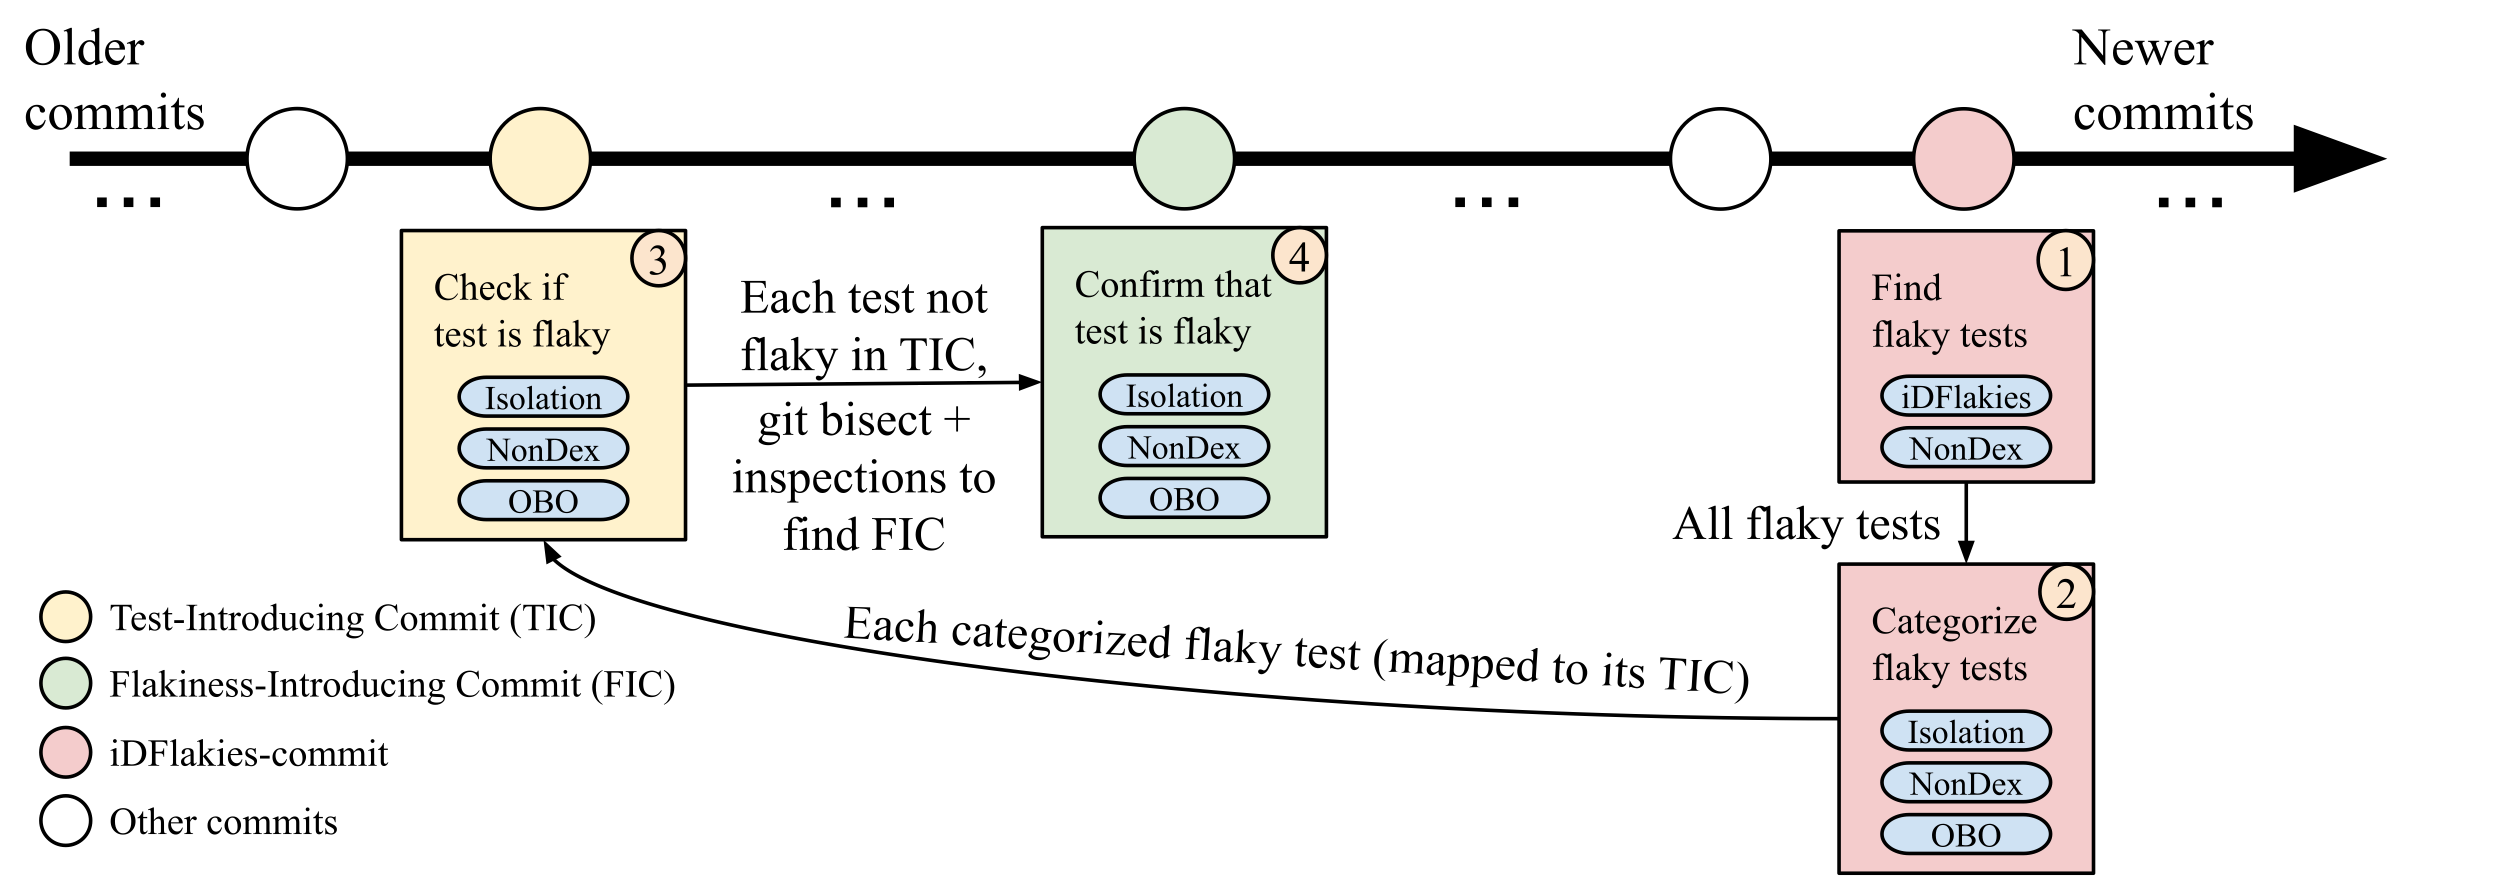 Older
commits
Newer
commits
...
...
...
...
3
Check if
test is flaky
Isolation
NonDex
OBO
Each test not
flaky in TIC,
git bisect +
inspections to
find FIC
4
Confirm that
test is flaky
Isolation
NonDex
OBO
1
Find
flaky tests
iDFlakies
NonDex
All flaky tests
2
Categorize
flaky tests
Isolation
NonDex
OBO
Each categorized flaky test (mapped to its TIC)
Test-Introducing Commit (TIC)
Flakiness-Introducing Commit (FIC)
iDFlakies-commit
Other commits